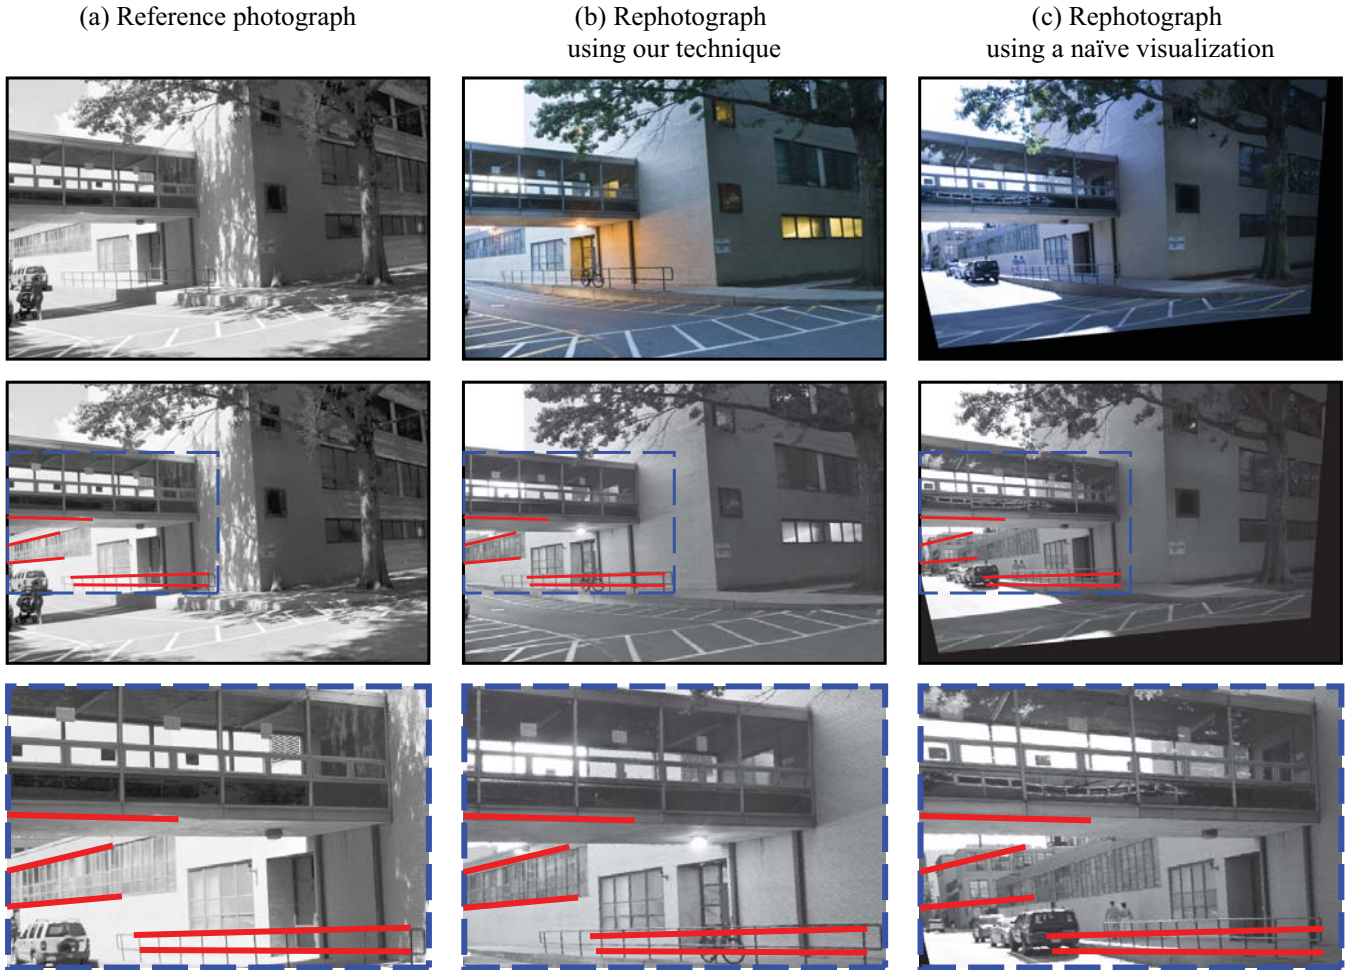 (a) Reference photograph
(b) Rephotograph
using our technique
(c) Rephotograph
using a naïve visualization